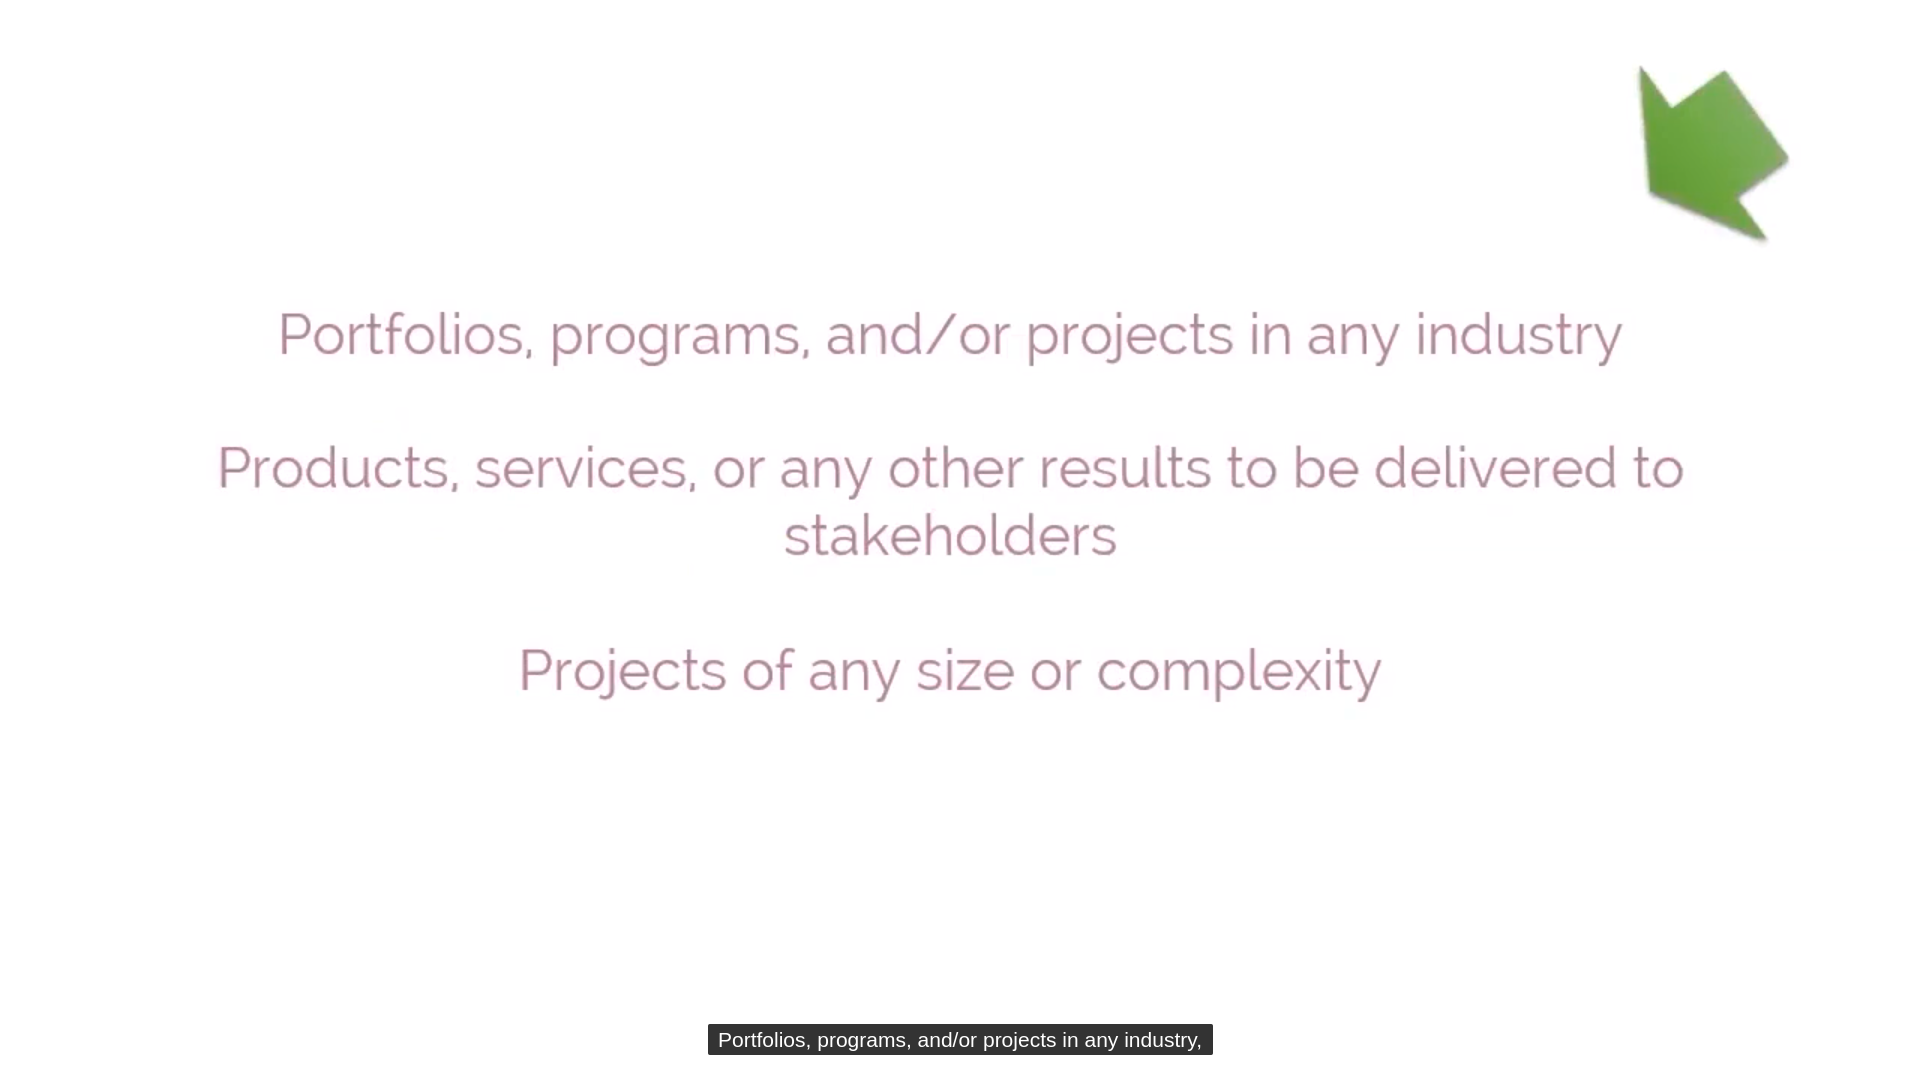 Portfolios, programs, and/or projects in any industry
Products, services, or any other results to be delivered to
stakeholders
Projects of any size or complexity
Portfolios, programs, and/or projects in any industry,